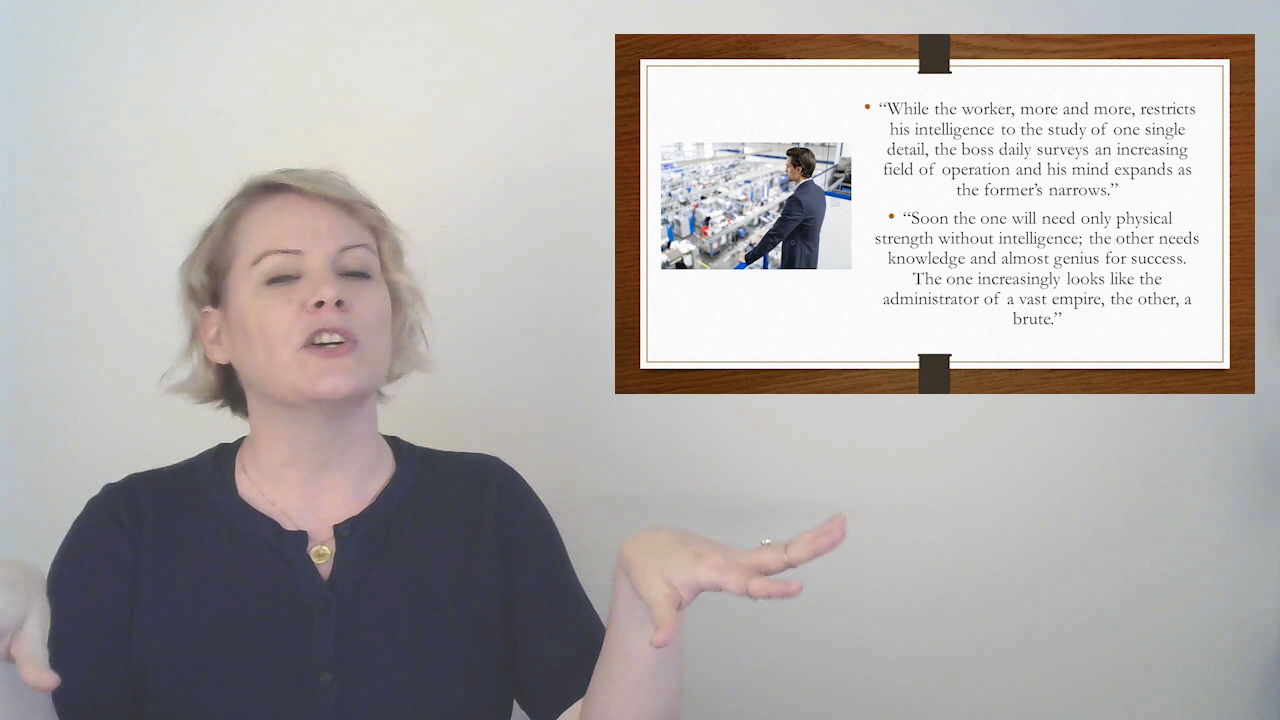 • “While the worker, more and more, restricts
his intelligence to the study of one single
detail, the boss daily surveys an increasing
field of operation and his mind expands as
the former’s narrows.”
• “Soon the one will need only physical
strength without intelligence; the other needs
knowledge and almost genius for success.
The one increasingly looks like the
administrator of a vast empire, the other, a
brute.”